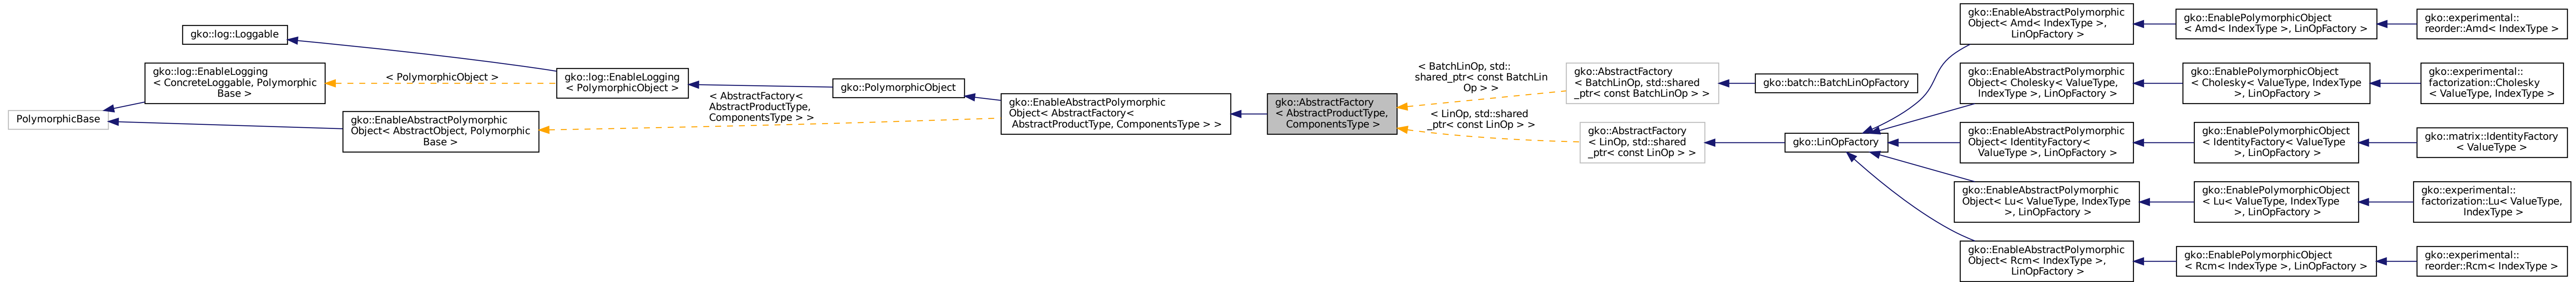 PolymorphicBase
gko::log::Loggable
gko::log::EnableLogging
< ConcreteLoggable, Polymorphic
Base >
gko::EnableAbstractPolymorphic
Object< AbstractObject, Polymorphic
Base >
< PolymorphicObject >
gko::log::EnableLogging
< PolymorphicObject >
< AbstractFactory<
AbstractProductType,
ComponentsType > >
gko::PolymorphicObject
gko::EnableAbstractPolymorphic
Object< AbstractFactory<
AbstractProductType, ComponentsType > >
gko::AbstractFactory
< AbstractProductType,
ComponentsType >
< BatchLinOp, std::
shared_ptr< const BatchLin
Op > >
< LinOp, std::shared
_ptr< const LinOp > >
gko::AbstractFactory
< BatchLinOp, std::shared
_ptr< const BatchLinOp > >
gko::AbstractFactory
< LinOp, std::shared
_ptr< const LinOp > >
gko::batch::BatchLinOpFactory
gko::LinOpFactory
gko::EnableAbstractPolymorphic
Object< Amd< IndexType >,
LinOpFactory >
gko::EnablePolymorphicObject
< Amd< IndexType >, LinOpFactory >
gko::experimental::
reorder::Amd< IndexType >
gko::EnableAbstractPolymorphic
Object< Cholesky< ValueType,
IndexType >, LinOpFactory >
gko::EnablePolymorphicObject
< Cholesky< ValueType, IndexType
>, LinOpFactory >
gko::experimental::
factorization::Cholesky
< ValueType, IndexType >
gko::EnableAbstractPolymorphic
Object< IdentityFactory<
ValueType >, LinOpFactory >
gko::EnablePolymorphicObject
< IdentityFactory< ValueType
>, LinOpFactory >
gko::matrix::IdentityFactory
< ValueType >
gko::EnableAbstractPolymorphic
Object< Lu< ValueType, IndexType
>, LinOpFactory >
gko::EnablePolymorphicObject
< Lu< ValueType, IndexType
>, LinOpFactory >
gko::experimental::
factorization::Lu< ValueType,
IndexType >
gko::EnableAbstractPolymorphic
Object< Rcm< IndexType >,
LinOpFactory >
gko::EnablePolymorphicObject
< Rcm< IndexType >, LinOpFactory >
gko::experimental::
reorder::Rcm< IndexType >